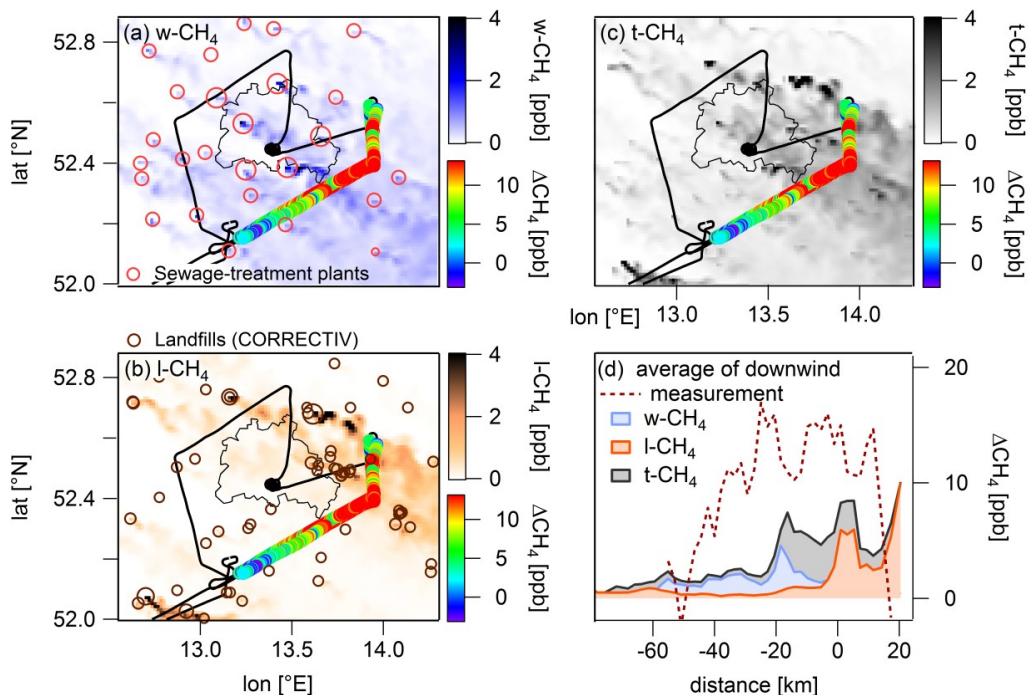 (a) w-CH₄
52.8
52.4
52.0
lat [°N]
Sewage-treatment plants
4
2
0
w-CH₄ [ppb]
10
5
0
ΔCH₄ [ppb]
(c) t-CH₄
4
2
0
t-CH₄ [ppb]
10
5
0
ΔCH₄ [ppb]
lon [°E]
13.0 13.5 14.0
Landfills (CORRECTIV)
(b) l-CH₄
52.8
52.4
52.0
lat [°N]
13.0 13.5 14.0
lon [°E]
4
2
0
l-CH₄ [ppb]
10
5
0
ΔCH₄ [ppb]
(d) average of downwind
measurement
w-CH₄
l-CH₄
t-CH₄
20
10
0
ΔCH₄ [ppb]
-60 -40 -20 0 20
distance [km]